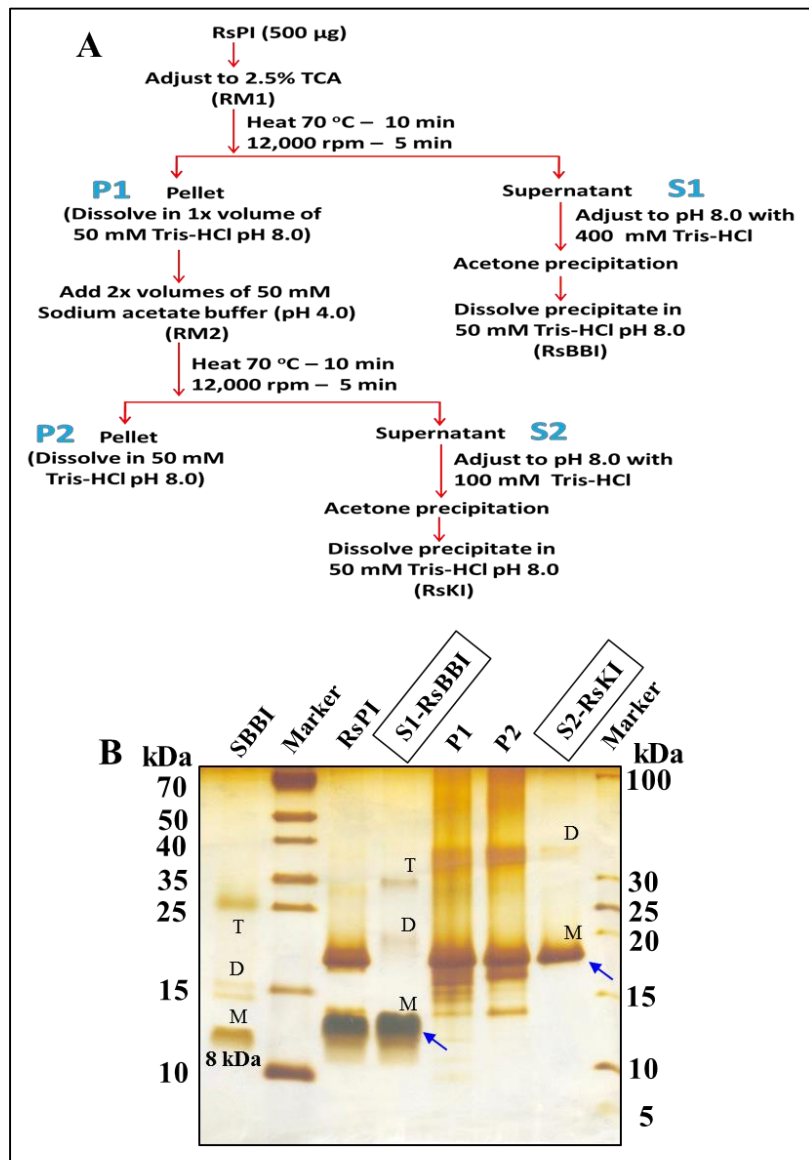 A
RsPI (500 µg)
Adjust to 2.5% TCA
(RM1)
Heat 70 °C – 10 min
12,000 rpm – 5 min
P1 Pellet
(Dissolve in 1x volume of
50 mM Tris-HCl pH 8.0)
Supernatant S1
Adjust to pH 8.0 with
400 mM Tris-HCl
Acetone precipitation
Dissolve precipitate in
50 mM Tris-HCl pH 8.0
(RsBBI)
Add 2x volumes of 50 mM
Sodium acetate buffer (pH 4.0)
(RM2)
Heat 70 °C – 10 min
12,000 rpm – 5 min
P2 Pellet
(Dissolve in 50 mM
Tris-HCl pH 8.0)
Supernatant S2
Adjust to pH 8.0 with
100 mM Tris-HCl
Acetone precipitation
Dissolve precipitate in
50 mM Tris-HCl pH 8.0
(RsKI)
B
SBBI
Marker
RsPI
S1-RsBBI
P1
P2
S2-RsKI
Marker
kDa
70
50
40
35
25
15
10
T
D
M
8 kDa
T
D
M
D
M
kDa
100
30
25
20
15
10
5